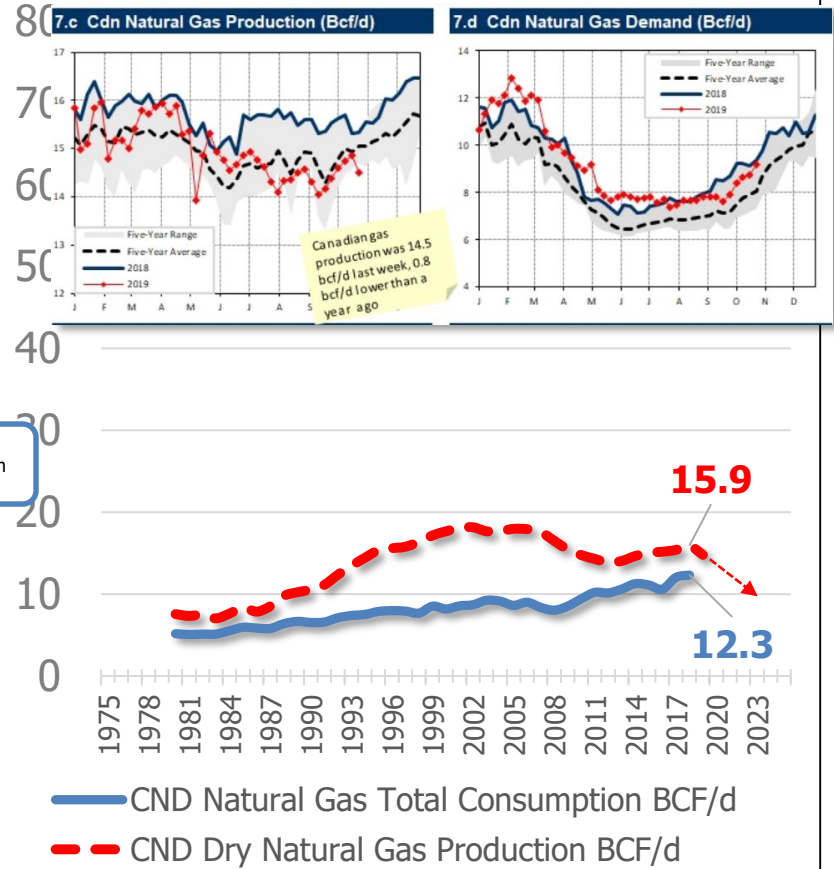 80
70
60
50
40
30
20
10
0
7.c Cdn Natural Gas Production (Bcf/d)
17
16
15
14
13
12
Five-Year Range
Five-Year Average
2018
2019
J F M A M J J A S
Canadian gas
production was 14.5
bcf/d last week, 0.8
bcf/d lower than a
year ago
7.d Cdn Natural Gas Demand (Bcf/d)
14
12
10
8
6
4
Five-Year Range
Five-Year Average
2018
2019
J F M A M J J A S O N D
15.9
12.3
1975 1978 1981 1984 1987 1990 1993 1996 1999 2002 2005 2008 2011 2014 2017 2020 2023
CND Natural Gas Total Consumption BCF/d
CND Dry Natural Gas Production BCF/d